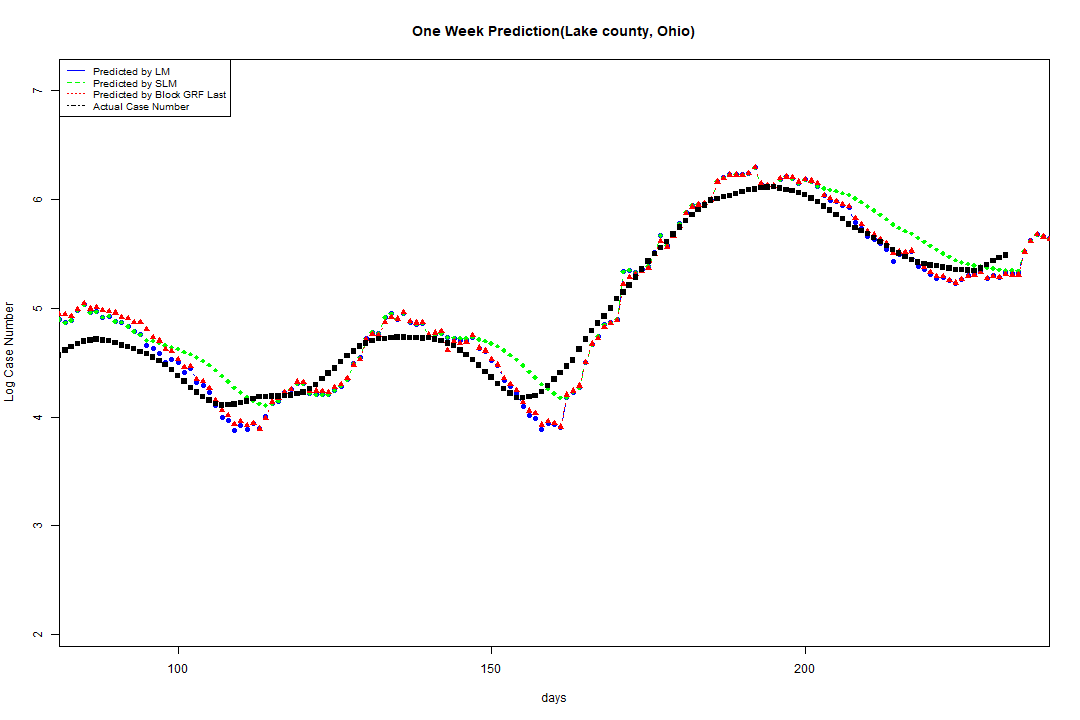 One Week Prediction(Lake county, Ohio)
Predicted by LM
Predicted by SLM
Predicted by Block GRF Last
Actual Case Number
7
6
5
4
3
2
Log Case Number
100 150 200
days